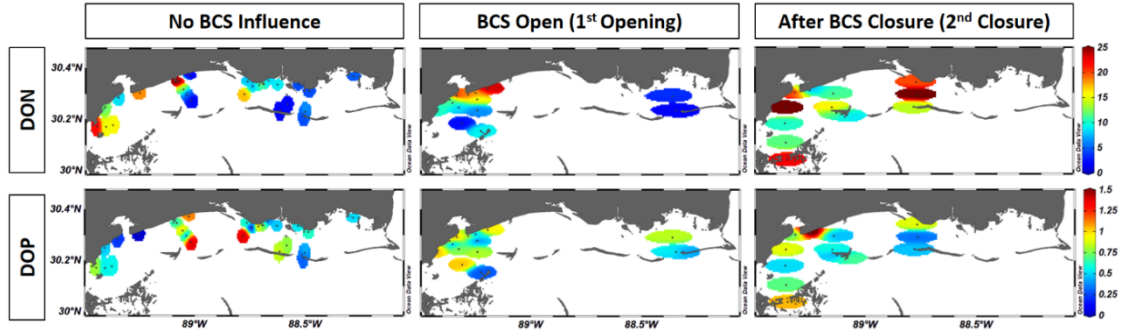 No BCS Influence
BCS Open (1st Opening)
After BCS Closure (2nd Closure)
DON
30.4°N
30.2°N
30°N
Ocean Data View
Ocean Data View
Ocean Data View
25
20
15
10
5
0
DOP
30.4°N
30.2°N
30°N
Ocean Data View
Ocean Data View
Ocean Data View
1.5
1.25
1
0.75
0.5
0.25
0
89°W
88.5°W
89°W
88.5°W
89°W
88.5°W